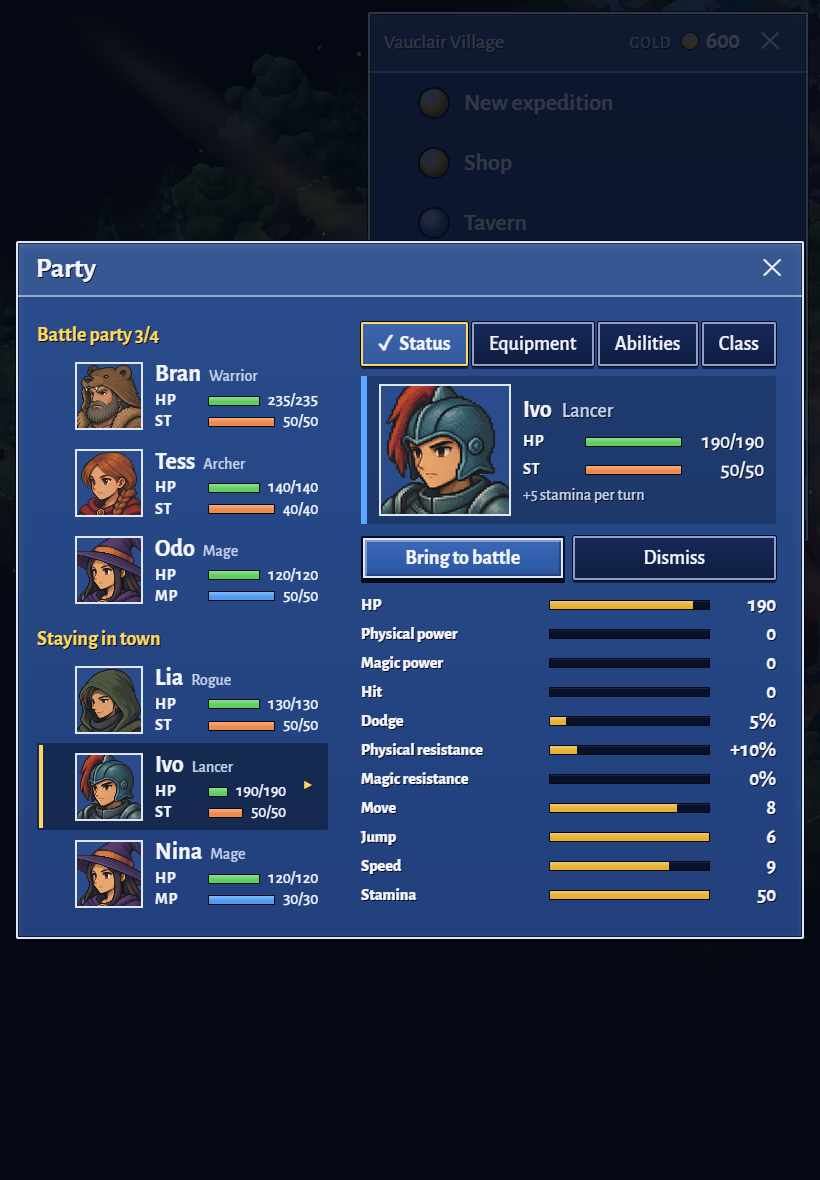 Vauclair Village GOLD 600
New expedition
Shop
Tavern
Party
Battle party 3/4
Bran Warrior
HP 235/235
ST 50/50
Tess Archer
HP 140/140
ST 40/40
Odo Mage
HP 120/120
MP 50/50
Staying in town
Lia Rogue
HP 130/130
ST 50/50
Ivo Lancer
HP 190/190
ST 50/50
Nina Mage
HP 120/120
MP 30/30
✓ Status Equipment Abilities Class
Ivo Lancer
HP 190/190
ST 50/50
+5 stamina per turn
Bring to battle Dismiss
HP 190
Physical power 0
Magic power 0
Hit 0
Dodge 5%
Physical resistance +10%
Magic resistance 0%
Move 8
Jump 6
Speed 9
Stamina 50